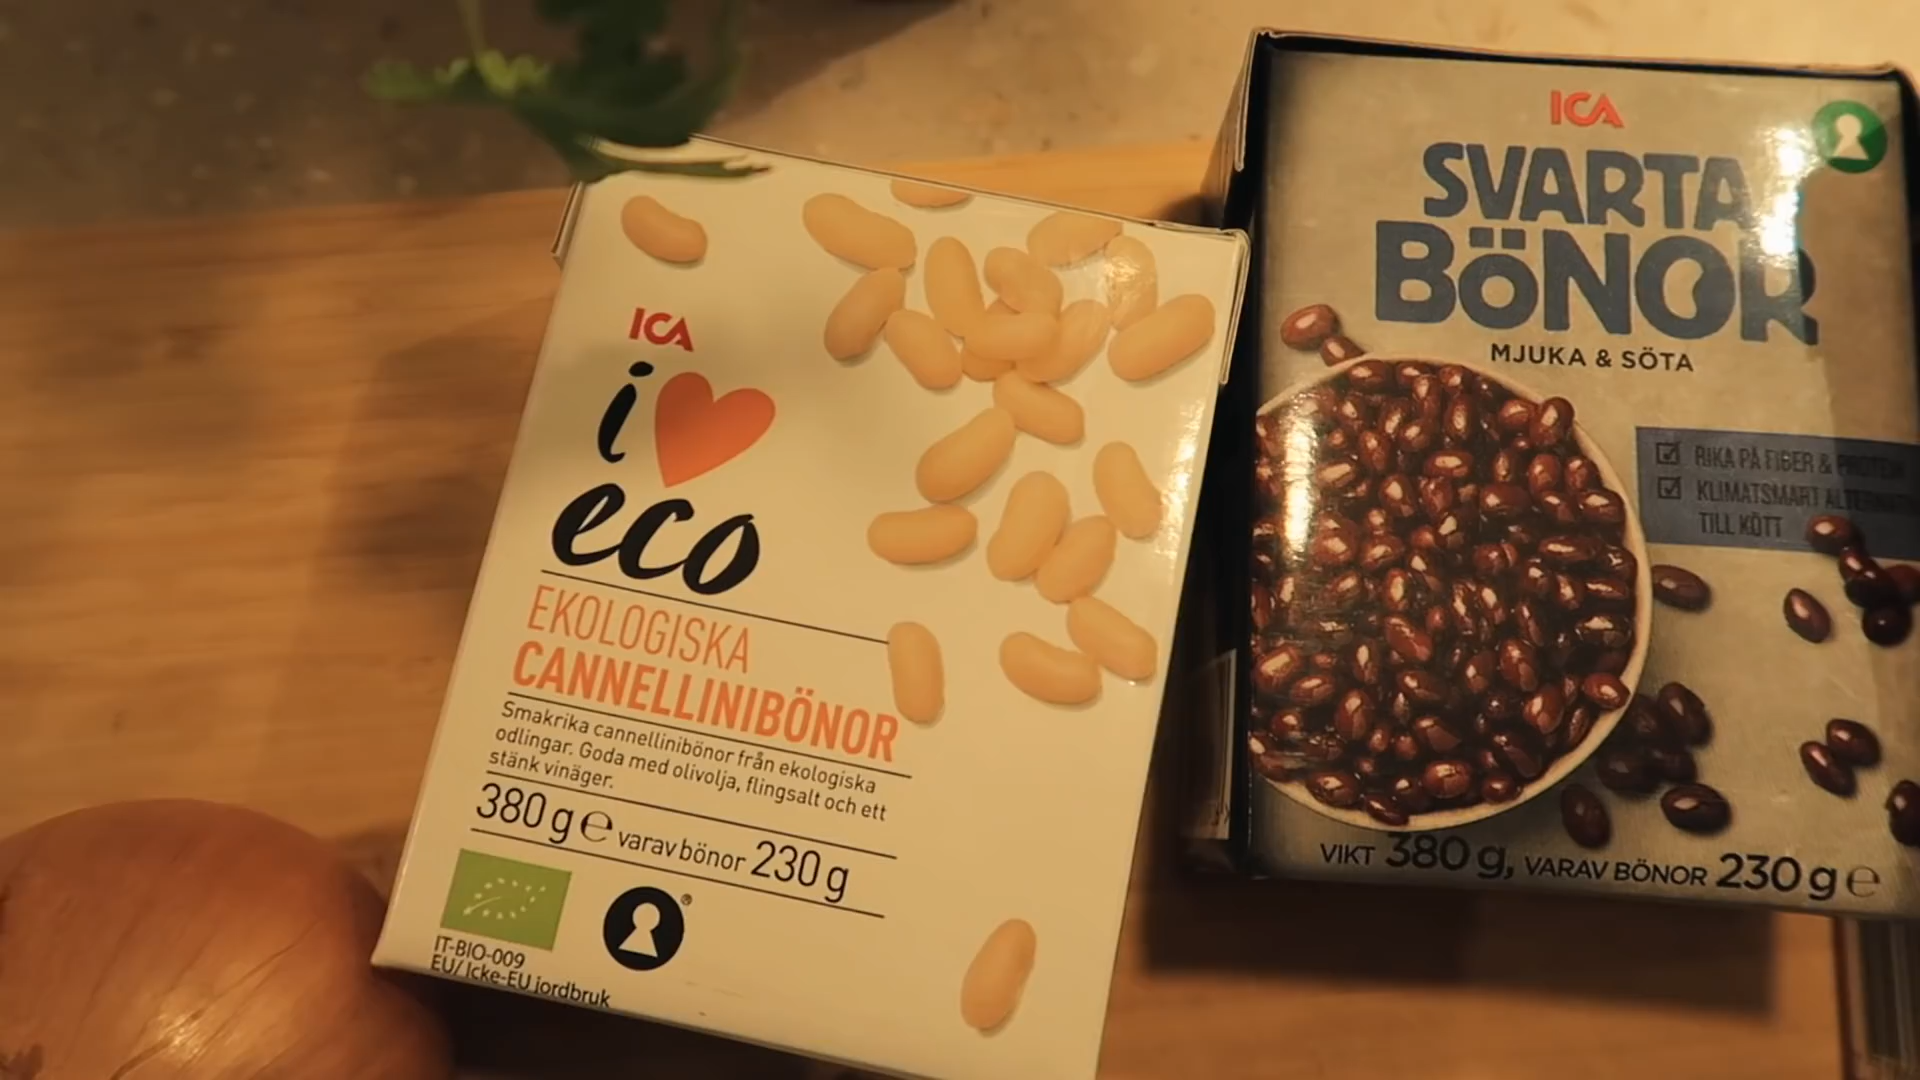 ICA
i
eco
EKOLOGISKA
CANNELLINIBÖNOR
Smakrika cannellinibönor från ekologiska
odlingar. Goda med olivolja, flingsalt och ett
stänk vinäger.
380 g e varav bönor 230 g
IT-BIO-009
EU/Icke-EU jordbruk
®
ICA
SVARTA
BÖNOR
MJUKA & SÖTA
RIKA PÅ FIBER & PROTEIN
KLIMATSMART ALTERNATIV
TILL KÖTT
VIKT 380 g, VARAV BÖNOR 230 g e